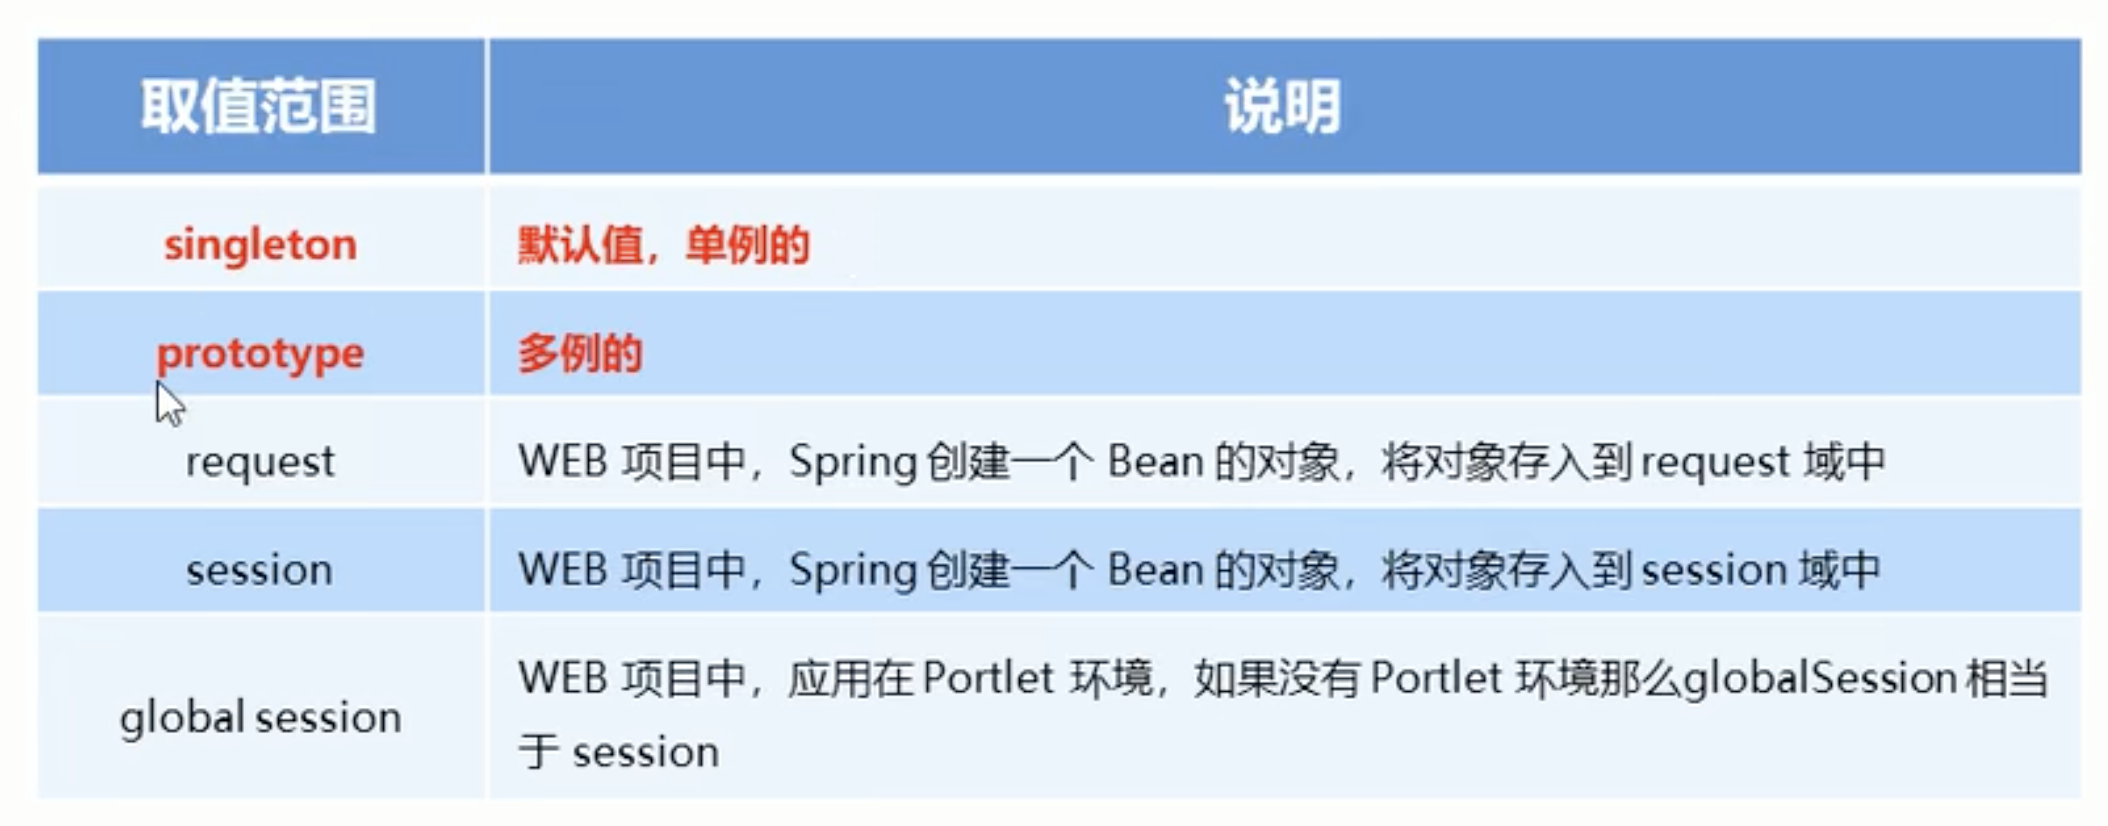 取值范围 说明
singleton 默认值，单例的
prototype 多例的
request WEB 项目中，Spring 创建一个 Bean 的对象，将对象存入到 request 域中
session WEB 项目中，Spring 创建一个 Bean 的对象，将对象存入到 session 域中
global session WEB 项目中，应用在 Portlet 环境，如果没有 Portlet 环境那么globalSession 相当
于 session